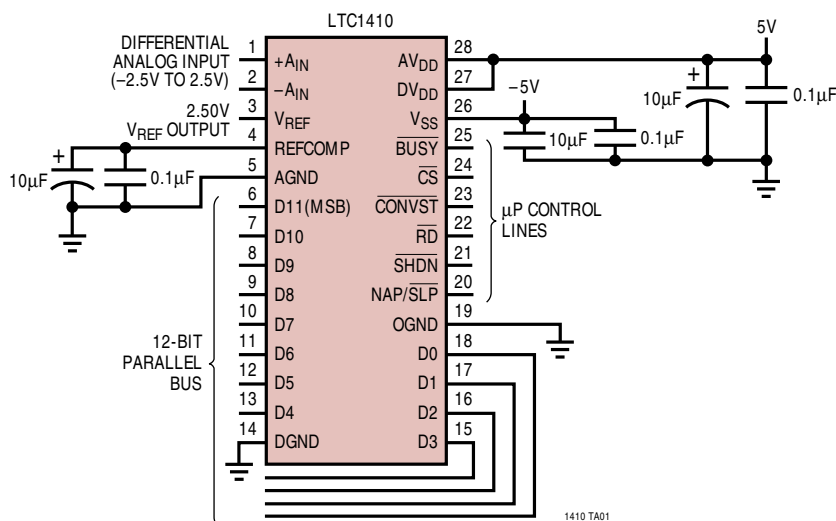 LTC1410
DIFFERENTIAL
ANALOG INPUT
(–2.5V TO 2.5V)
2.50V
VREF OUTPUT
10µF
+
0.1µF
12-BIT
PARALLEL
BUS
1 +AIN
2 –AIN
3 VREF
4 REFCOMP
5 AGND
6 D11(MSB)
7 D10
8 D9
9 D8
10 D7
11 D6
12 D5
13 D4
14 DGND
AVDD 28
DVDD 27
VSS 26
BUSY 25
CS 24
CONVST 23
RD 22
SHDN 21
NAP/SLP 20
OGND 19
D0 18
D1 17
D2 16
D3 15
5V
–5V
10µF
0.1µF
+
10µF
0.1µF
µP CONTROL
LINES
1410 TA01